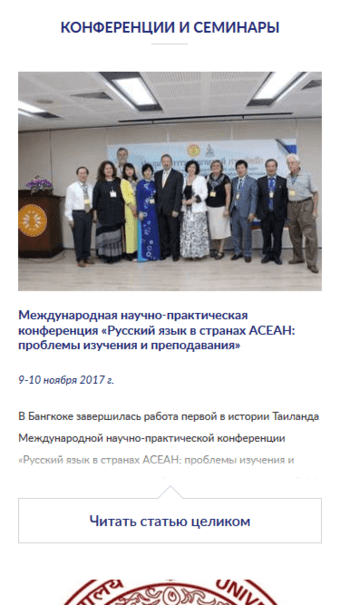 КОНФЕРЕНЦИИ И СЕМИНАРЫ
Международная научно-практическая
конференция «Русский язык в странах АСЕАН:
проблемы изучения и преподавания»
9-10 ноября 2017 г.
В Бангкоке завершилась работа первой в истории Таиланда
Международной научно-практической конференции
«Русский язык в странах АСЕАН: проблемы изучения и
Читать статью целиком
UNIV